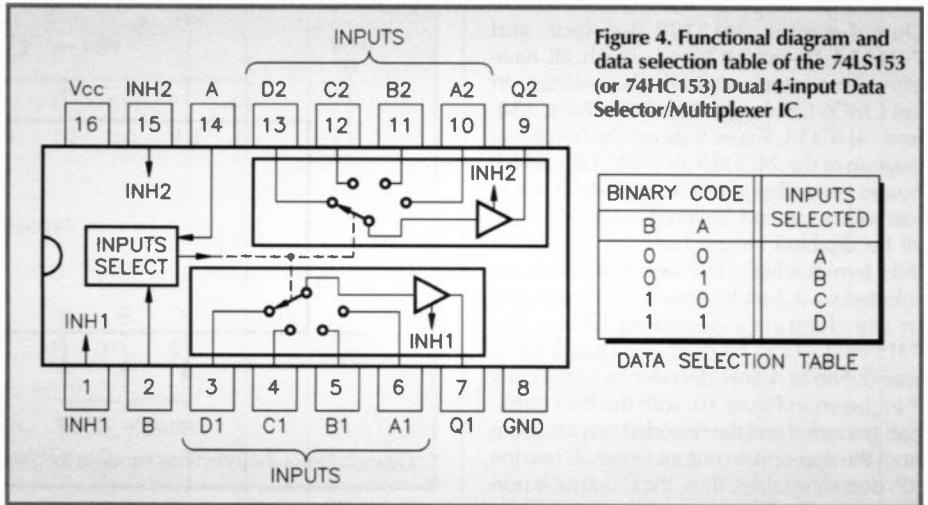 INPUTS
Vcc INH2 A D2 C2 B2 A2 Q2
16 15 14 13 12 11 10 9
INH2
INH2
INPUTS
SELECT
INH1
INH1
1 2 3 4 5 6 7 8
INH1 B D1 C1 B1 A1 Q1 GND
INPUTS
Figure 4. Functional diagram and
data selection table of the 74LS153
(or 74HC153) Dual 4-input Data
Selector/Multiplexer IC.
BINARY CODE INPUTS
SELECTED
B A
0 0 A
0 1 B
1 0 C
1 1 D
DATA SELECTION TABLE